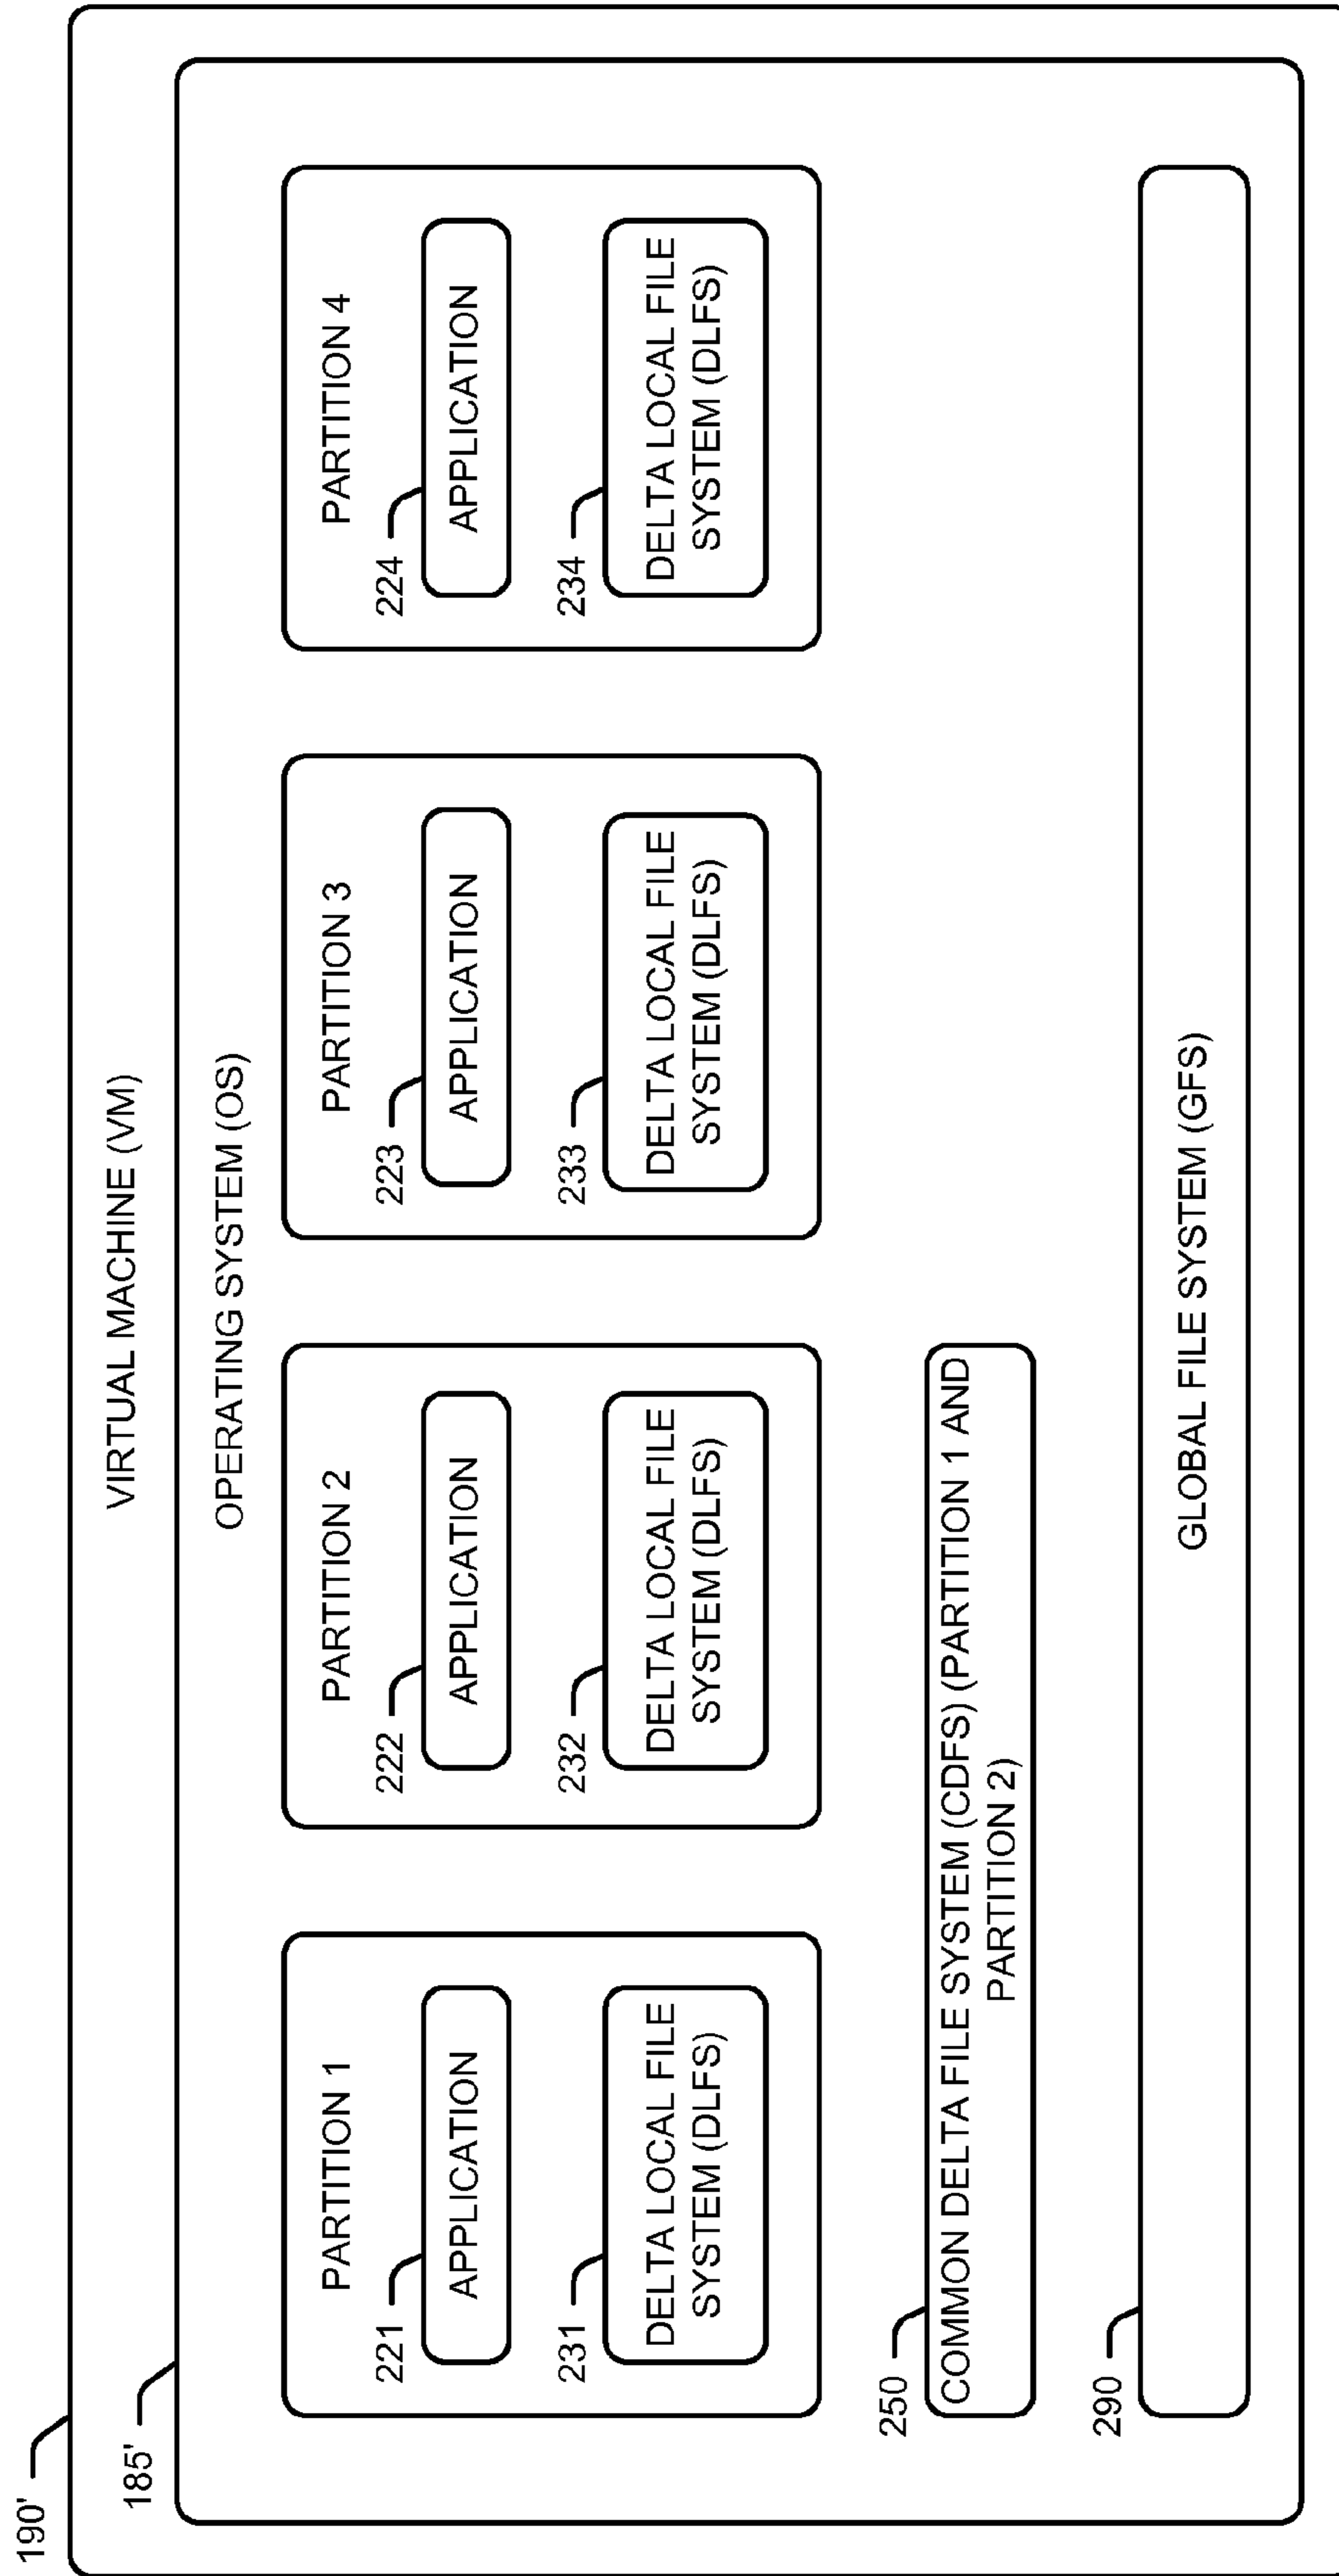 190'
VIRTUAL MACHINE (VM)
185'
OPERATING SYSTEM (OS)
PARTITION 1
221
APPLICATION
231
DELTA LOCAL FILE
SYSTEM (DLFS)
PARTITION 2
222
APPLICATION
232
DELTA LOCAL FILE
SYSTEM (DLFS)
PARTITION 3
223
APPLICATION
233
DELTA LOCAL FILE
SYSTEM (DLFS)
PARTITION 4
224
APPLICATION
234
DELTA LOCAL FILE
SYSTEM (DLFS)
250
COMMON DELTA FILE SYSTEM (CDFS) (PARTITION 1 AND
PARTITION 2)
290
GLOBAL FILE SYSTEM (GFS)